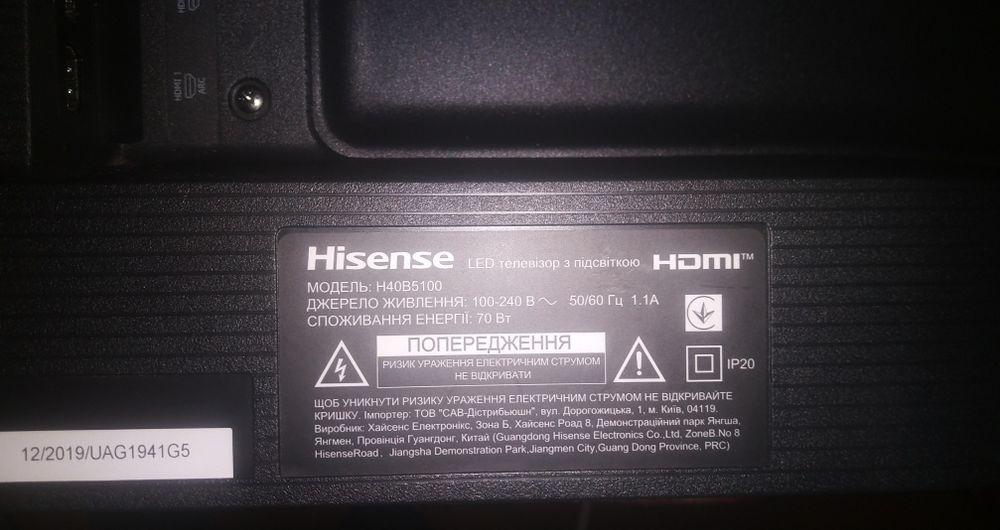 HDMI 1
ARC
Hisense LED телевізор з підсвіткою HDMI™
МОДЕЛЬ: H40B5100
ДЖЕРЕЛО ЖИВЛЕННЯ: 100-240 В ～ 50/60 Гц 1.1А
СПОЖИВАННЯ ЕНЕРГІЇ: 70 Вт
ПОПЕРЕДЖЕННЯ
РИЗИК УРАЖЕННЯ ЕЛЕКТРИЧНИМ СТРУМОМ
НЕ ВІДКРИВАТИ
IP20
ЩОБ УНИКНУТИ РИЗИКУ УРАЖЕННЯ ЕЛЕКТРИЧНИМ СТРУМОМ НЕ ВІДКРИВАЙТЕ
КРИШКУ. Імпортер: ТОВ "САВ-Дістрибьюшн", вул. Дорогожицька, 1, м. Київ, 04119.
Виробник: Хайсенс Електронікс, Зона Б, Хайсенс Роад 8, Демонстраційний парк Янгша,
Янгмен, Провінція Гуангдонг, Китай (Guangdong Hisense Electronics Co.,Ltd, ZoneB.No 8
HisenseRoad, Jiangsha Demonstration Park,Jiangmen City,Guang Dong Province, PRC)
12/2019/UAG1941G5